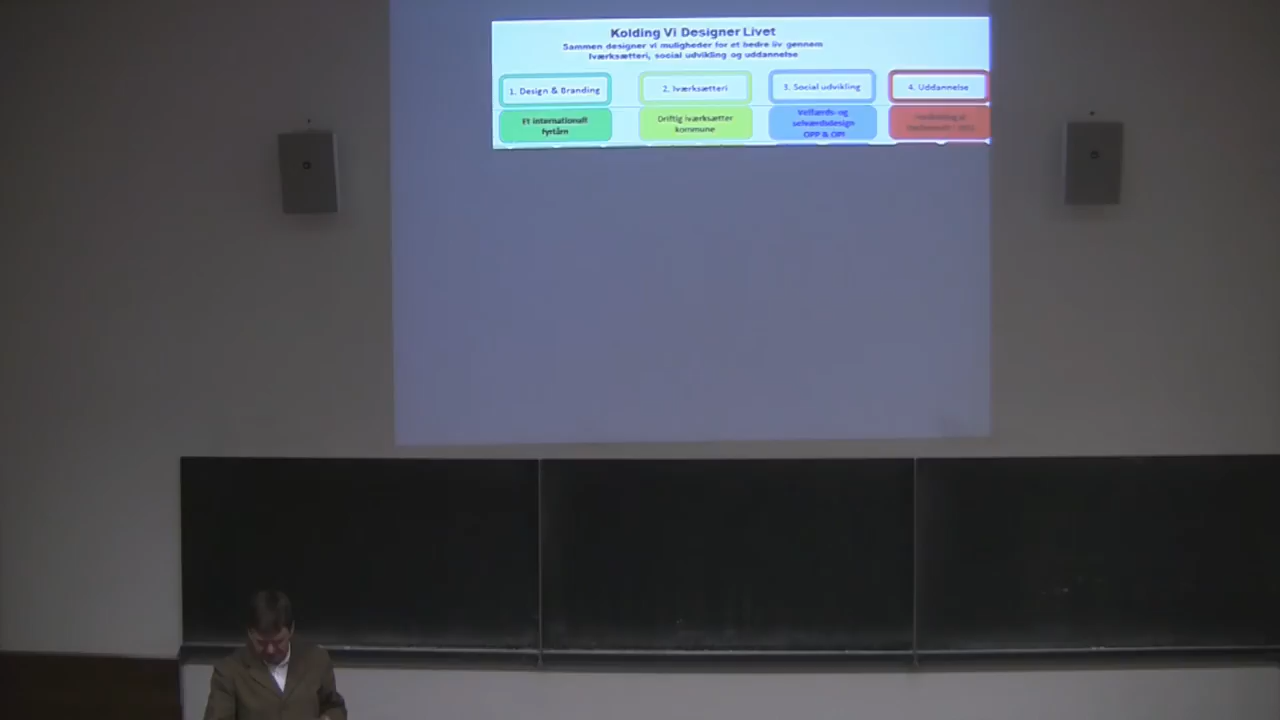 Kolding Vi Designer Livet
Sammen designer vi muligheder for et bedre liv gennem
Iværksætteri, social udvikling og uddannelse
1. Design & Branding
2. Iværksætteri
3. Social udvikling
4. Uddannelse
Et internationalt
fyrtårn
Driftig iværksætter
kommune
Velfærds- og
selværdsdesign
OPP & OPI